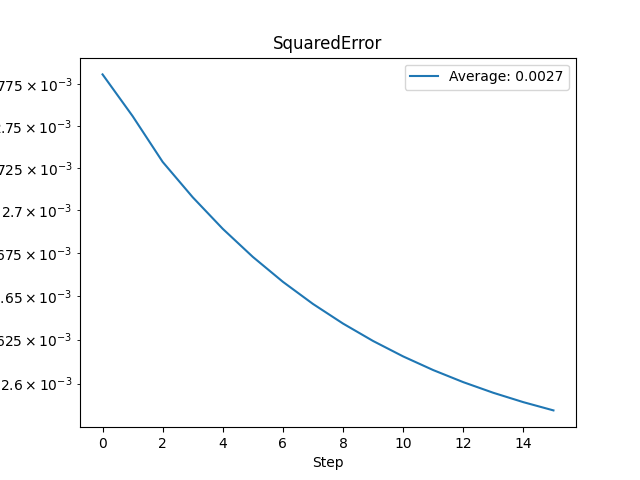 SquaredError
Average: 0.0027
775 × 10⁻³
.75 × 10⁻³
725 × 10⁻³
2.7 × 10⁻³
675 × 10⁻³
.65 × 10⁻³
625 × 10⁻³
2.6 × 10⁻³
0 2 4 6 8 10 12 14
Step